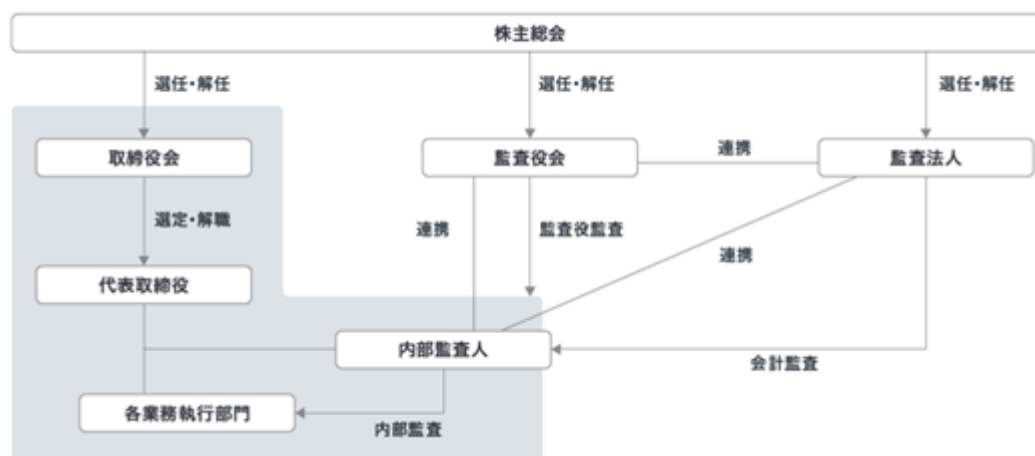 株主総会
選任・解任
選任・解任
選任・解任
取締役会
監査役会
連携
監査法人
選定・解職
連携
監査役監査
連携
代表取締役
内部監査人
会計監査
各業務執行部門
内部監査